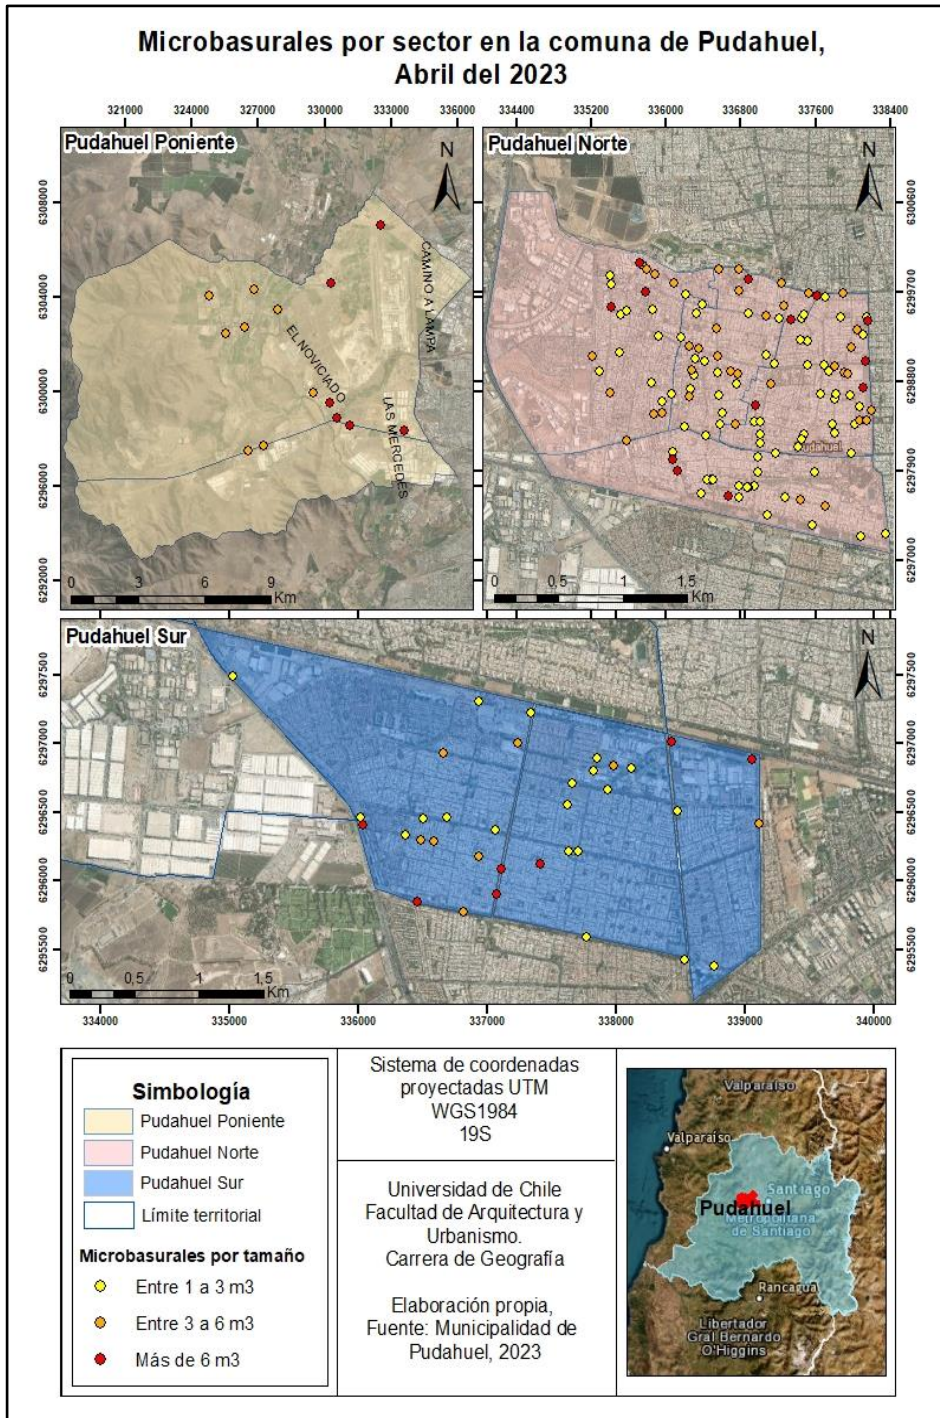 Microbasurales por sector en la comuna de Pudahuel,
Abril del 2023
321000 324000 327000 330000 333000 336000
334400 335200 336000 336800 337600 338400
Pudahuel Poniente
N
6308000
6304000
6300000
6296000
6292000
CAMINO A LAMPA
EL NOVICIADO
LAS MERCEDES
0 3 6 9
Km
Pudahuel Norte
N
6300600
6299700
6298800
6297900
6297000
Pudahuel
0 0,5 1 1,5
Km
Pudahuel Sur
N
6297500
6297000
6296500
6296000
6295500
6297500
6297000
6296500
6296000
6295500
0 0,5 1 1,5
Km
334000 335000 336000 337000 338000 339000 340000
Simbología
Pudahuel Poniente
Pudahuel Norte
Pudahuel Sur
Límite territorial
Microbasurales por tamaño
Entre 1 a 3 m3
Entre 3 a 6 m3
Más de 6 m3
Sistema de coordenadas
proyectadas UTM
WGS1984
19S
Universidad de Chile
Facultad de Arquitectura y
Urbanismo.
Carrera de Geografía
Elaboración propia,
Fuente: Municipalidad de
Pudahuel, 2023
Valparaíso
Valparaíso
Santiago
Pudahuel
Metropolitana
de Santiago
Rancagua
Libertador
Gral Bernardo
O'Higgins